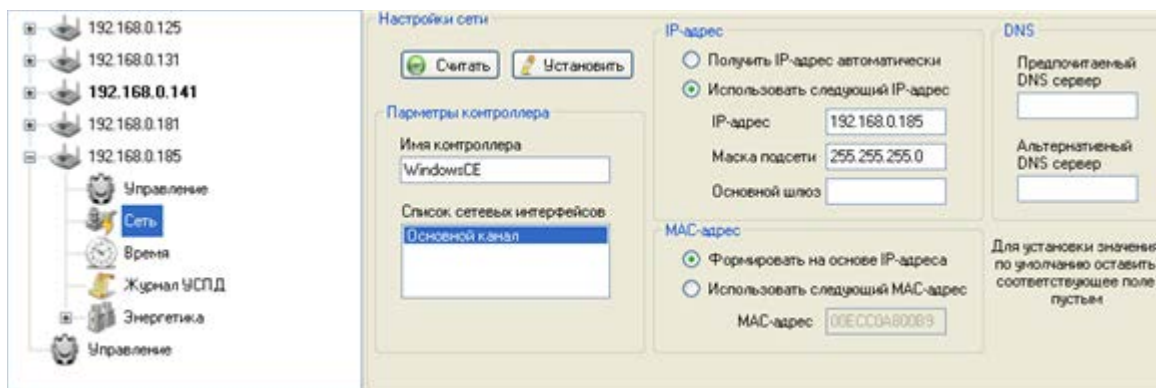 192.168.0.125
192.168.0.131
192.168.0.141
192.168.0.181
192.168.0.185
Управление
Сеть
Время
Журнал УСПД
Энергетика
Управление
Настройки сети
Считать
Установить
Парметры контроллера
Имя контроллера
WindowsCE
Список сетевых интерфейсов
Основной канал
IP-адрес
Получить IP-адрес автоматически
Использовать следующий IP-адрес
IP-адрес 192.168.0.185
Маска подсети 255.255.255.0
Основной шлюз
MAC-адрес
Формировать на основе IP-адреса
Использовать следующий MAC-адрес
MAC-адрес 00ECC0A800B9
DNS
Предпочитаемый
DNS сервер
Альтернативный
DNS сервер
Для установки значения
по умолчанию оставить
соответствующее поле
пустым